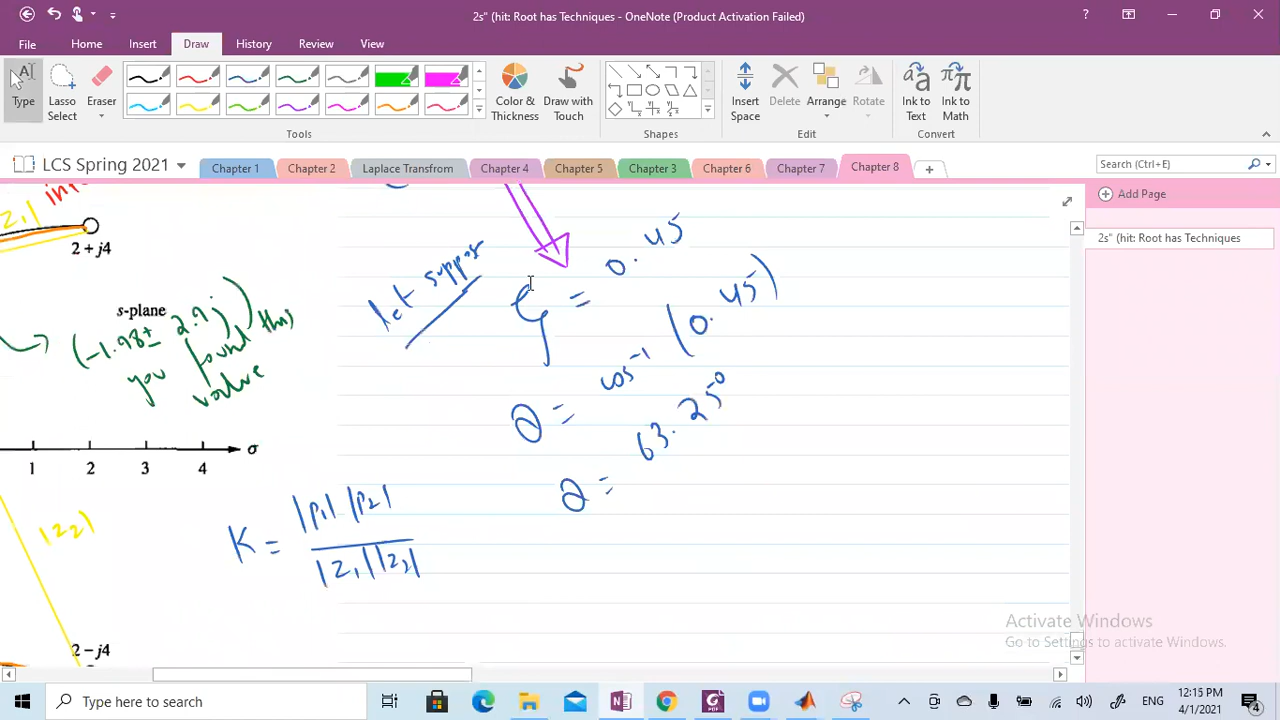 2s" (hit: Root has Techniques - OneNote (Product Activation Failed)
File Home Insert Draw History Review View
Type
Lasso Select
Eraser
Color & Thickness
Draw with Touch
Insert Space
Delete
Arrange
Rotate
Ink to Text
Ink to Math
Tools Shapes Edit Convert
LCS Spring 2021
Chapter 1 Chapter 2 Laplace Transfrom Chapter 4 Chapter 5 Chapter 3 Chapter 6 Chapter 7 Chapter 8
Search (Ctrl+E)
Add Page
2s" (hit: Root has Techniques
2 + j4
s-plane
(-1.98± 2.9j)
you found this
value
let suppos
ζ = 0.45
θ = cos⁻¹ (0.45)
θ = 63.25⁰
1 2 3 4 σ
|z2|
K = |P1| |P2|
|z1| |z2|
2 − j4
Activate Windows
Go to Settings to activate Windows.
Type here to search
ENG
12:15 PM
4/1/2021
4